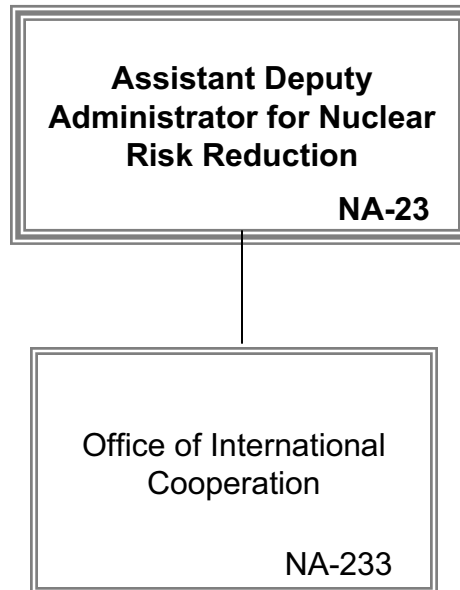 Assistant Deputy
Administrator for Nuclear
Risk Reduction
NA-23
Office of International
Cooperation
NA-233